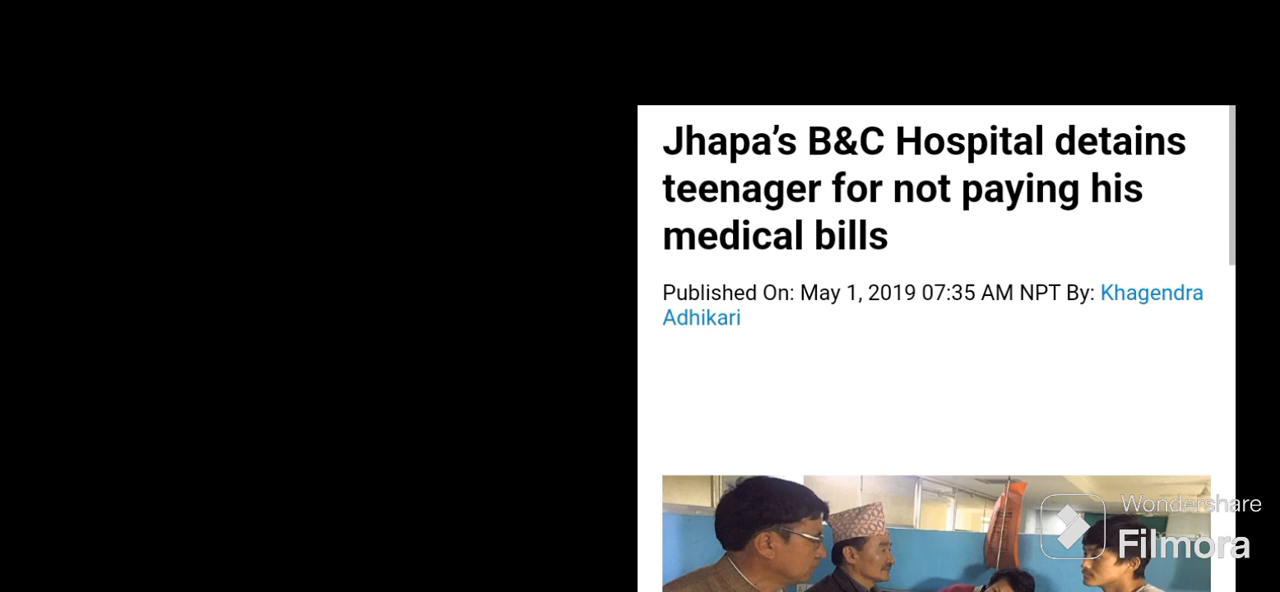 Jhapa’s B&C Hospital detains
teenager for not paying his
medical bills
Published On: May 1, 2019 07:35 AM NPT By: Khagendra
Adhikari
Wondershare
Filmora